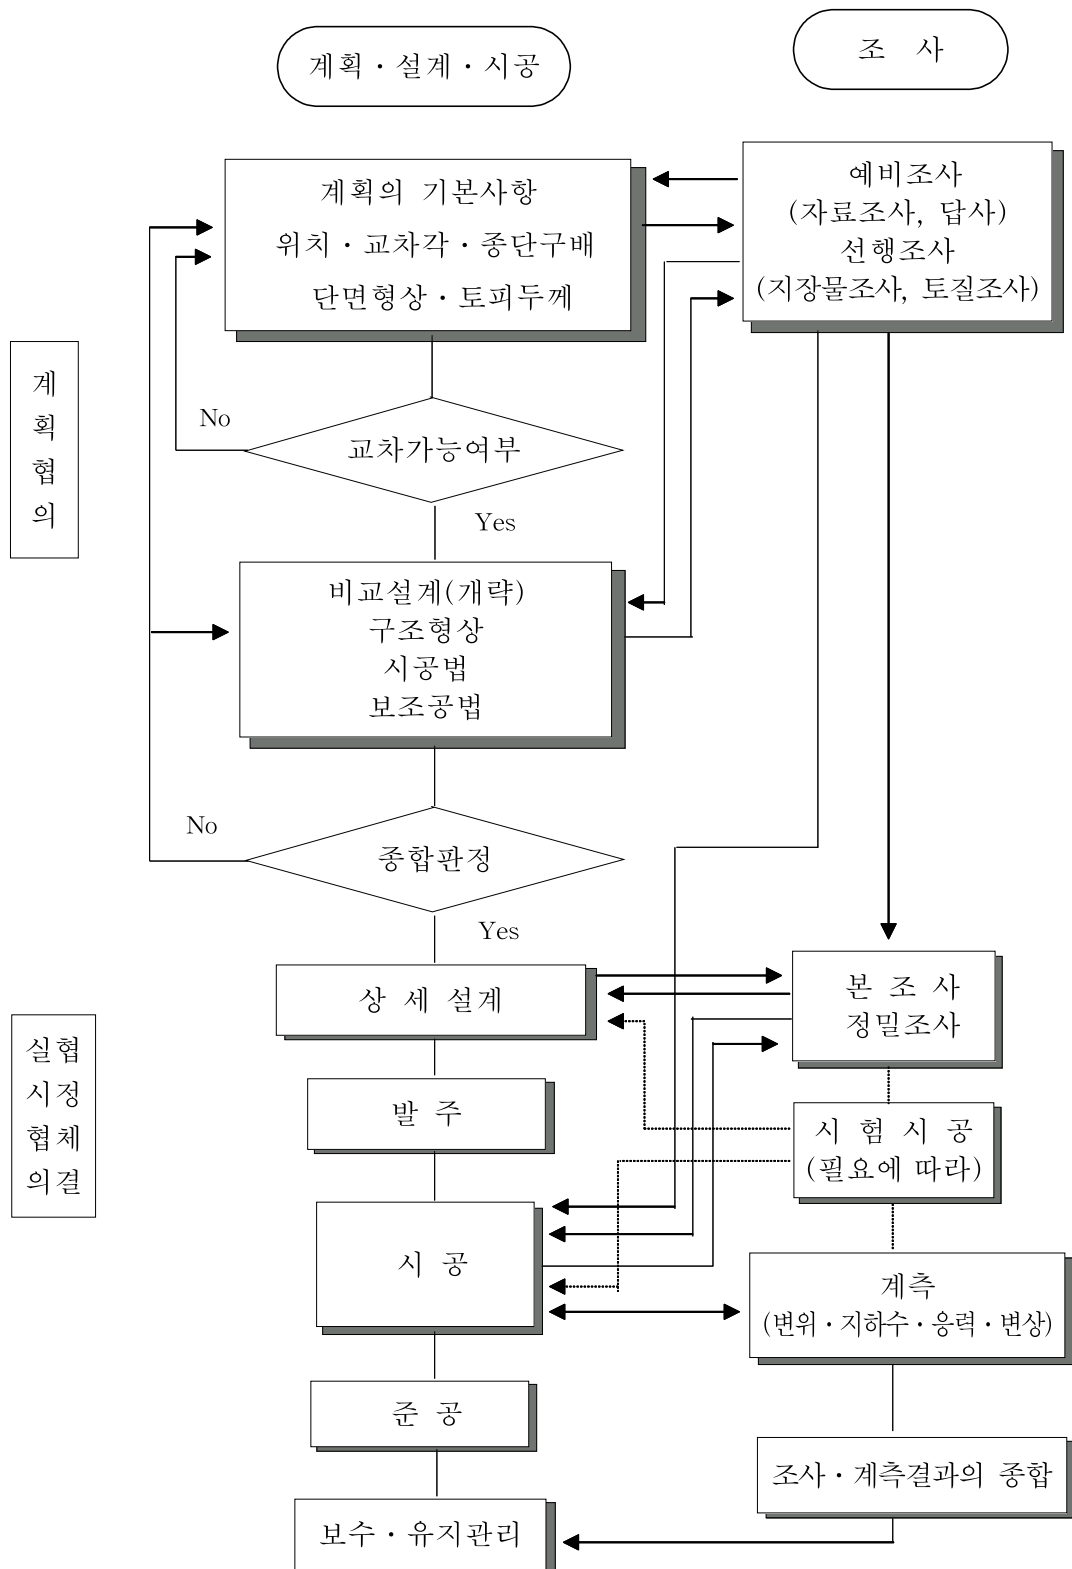 계획·설계·시공
조 사
계획의 기본사항
위치·교차각·종단구배
단면형상·토피두께
예비조사
(자료조사, 답사)
선행조사
(지장물조사, 토질조사)
계
획
협
의
No
교차가능여부
Yes
비교설계(개략)
구조형상
시공법
보조공법
No
종합판정
Yes
상 세 설계
본 조 사
정밀조사
실협
시정
협체
의결
발 주
시 험 시 공
(필요에 따라)
시 공
계측
(변위·지하수·응력·변상)
준 공
조사·계측결과의 종합
보수·유지관리